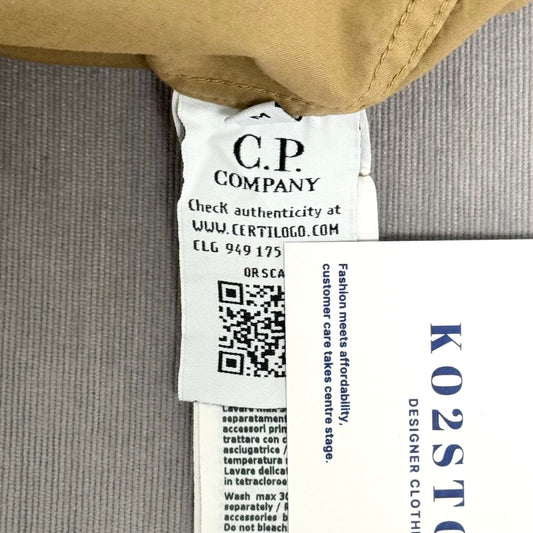 M
C.P.
COMPANY
Check authenticity at
WWW.CERTILOGO.COM
CLG 949 175
OR SCA
Lavare max 3
separatament
accessori prin
trattare con c
asciugatrice /
temperatura
Lavare delicat
in tetracloroe
Wash max 30
separately / R
accessories b
Do not bleach
Fashion meets affordability,
customer care takes centre stage.
KO2STO
DESIGNER CLOTH